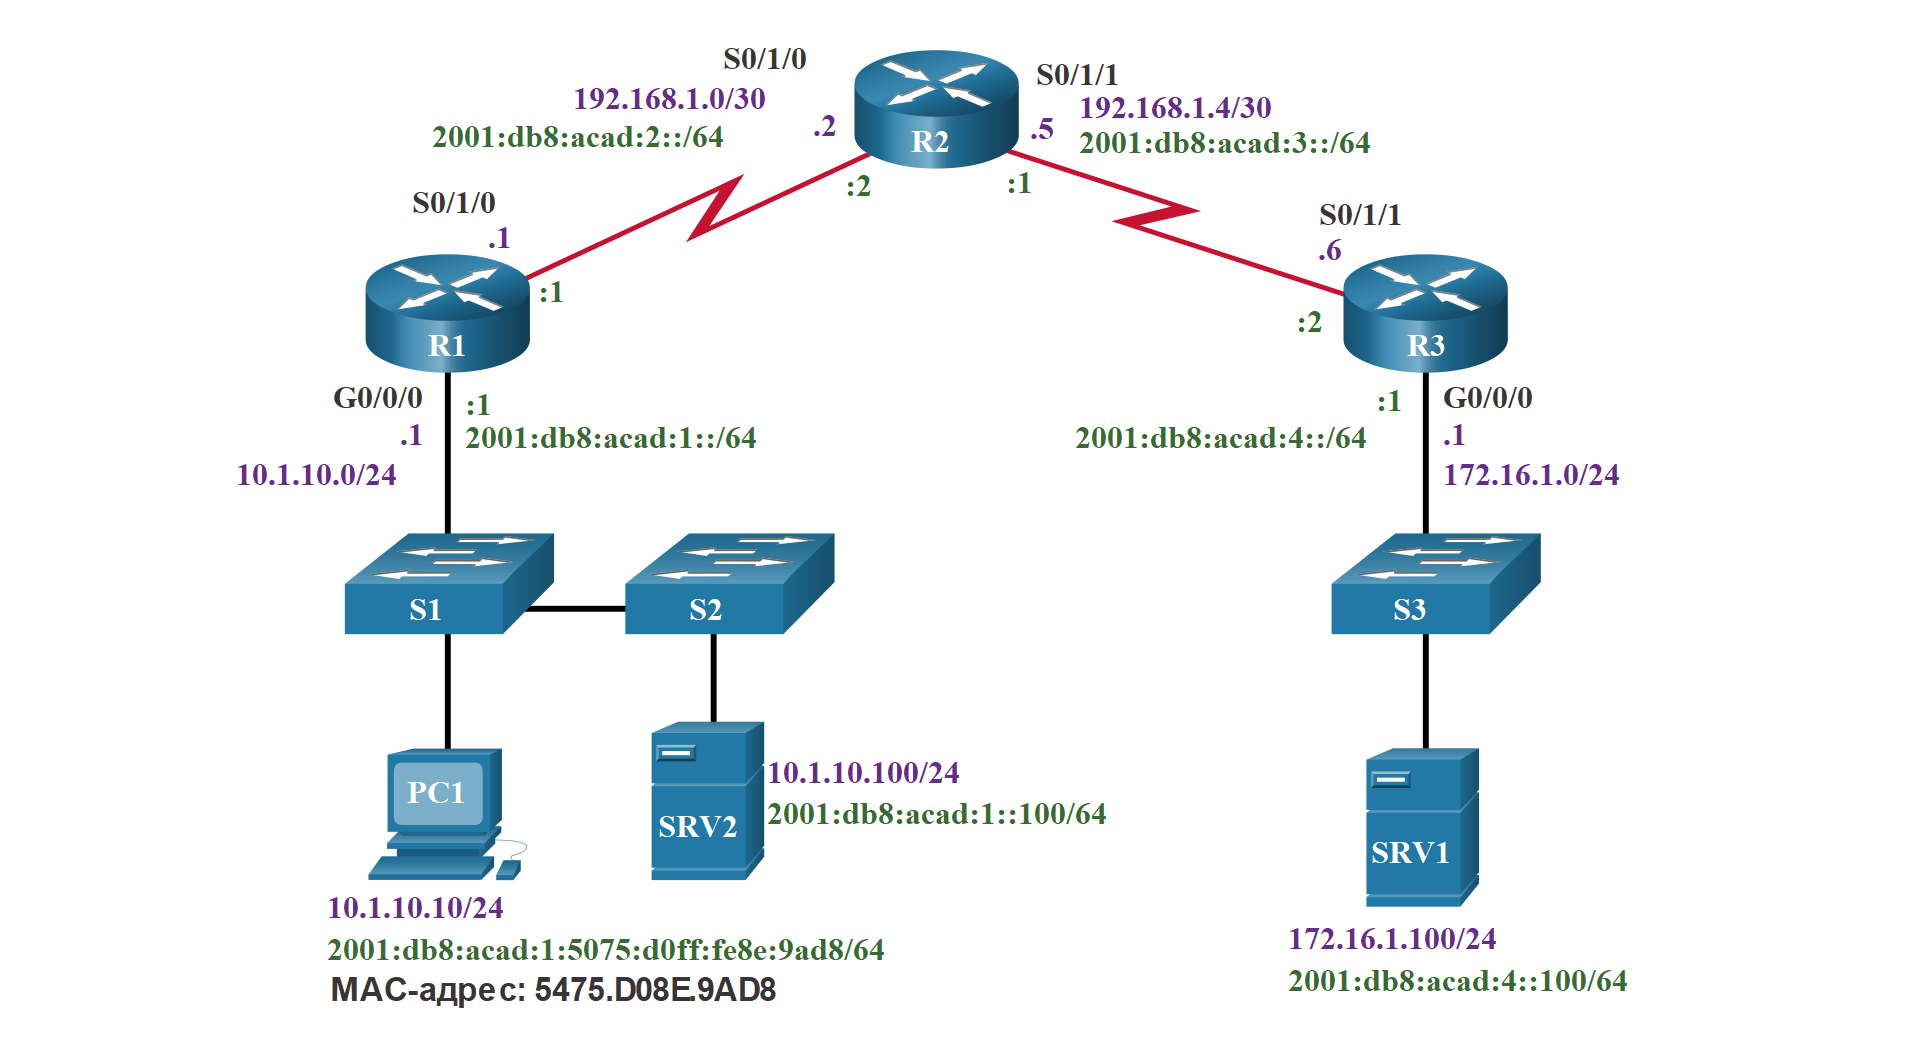 S0/1/0
192.168.1.0/30
2001:db8:acad:2::/64
.2
:2
R2
S0/1/1
192.168.1.4/30
.5
2001:db8:acad:3::/64
:1
S0/1/0
.1
:1
R1
S0/1/1
.6
:2
R3
G0/0/0
:1
.1
2001:db8:acad:1::/64
10.1.10.0/24
:1
G0/0/0
2001:db8:acad:4::/64
.1
172.16.1.0/24
S1
S2
S3
PC1
SRV2
10.1.10.100/24
2001:db8:acad:1::100/64
SRV1
10.1.10.10/24
2001:db8:acad:1:5075:d0ff:fe8e:9ad8/64
MAC-адрес: 5475.D08E.9AD8
172.16.1.100/24
2001:db8:acad:4::100/64